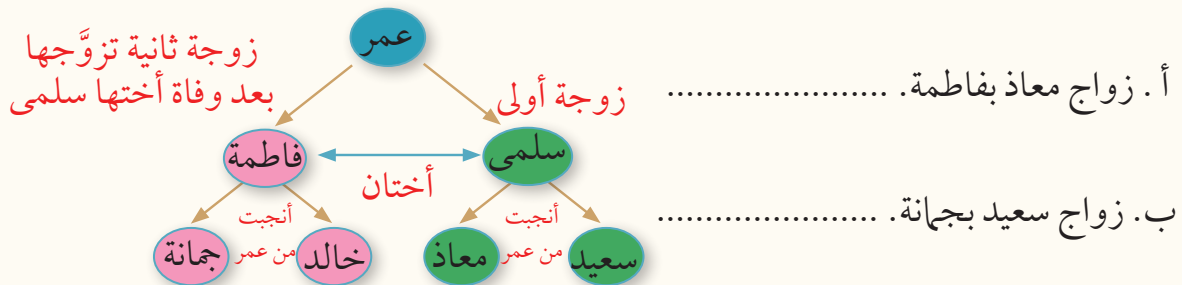 عمر
زوجة ثانية تزوَّجها
بعد وفاة أختها سلمى
زوجة أولى
أ. زواج معاذ بفاطمة. .......................
سلمى
فاطمة
أختان
ب. زواج سعيد بجمانة. .......................
أنجبت
من عمر
أنجبت
من عمر
سعيد
معاذ
خالد
جمانة